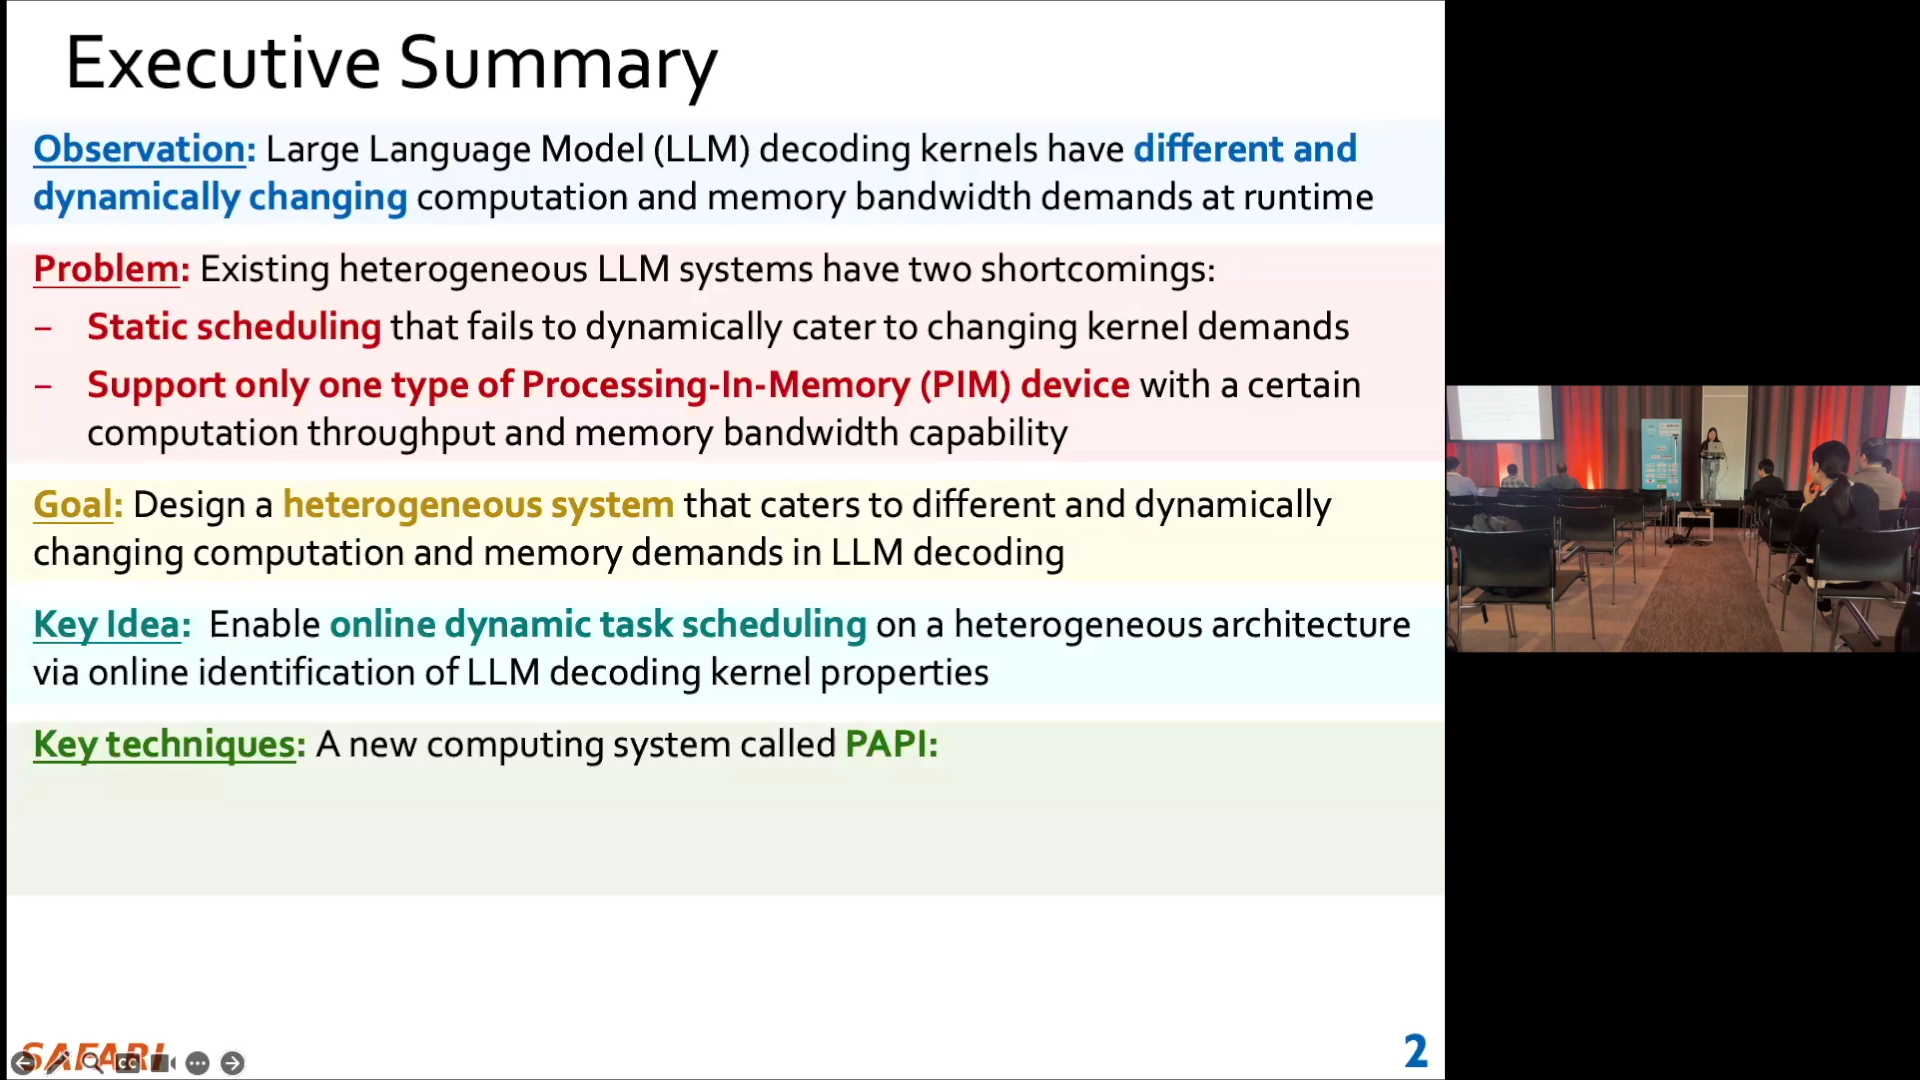 Executive Summary
Observation: Large Language Model (LLM) decoding kernels have different and
dynamically changing computation and memory bandwidth demands at runtime
Problem: Existing heterogeneous LLM systems have two shortcomings:
– Static scheduling that fails to dynamically cater to changing kernel demands
– Support only one type of Processing-In-Memory (PIM) device with a certain
computation throughput and memory bandwidth capability
Goal: Design a heterogeneous system that caters to different and dynamically
changing computation and memory demands in LLM decoding
Key Idea: Enable online dynamic task scheduling on a heterogeneous architecture
via online identification of LLM decoding kernel properties
Key techniques: A new computing system called PAPI:
SAFARI
CC
2